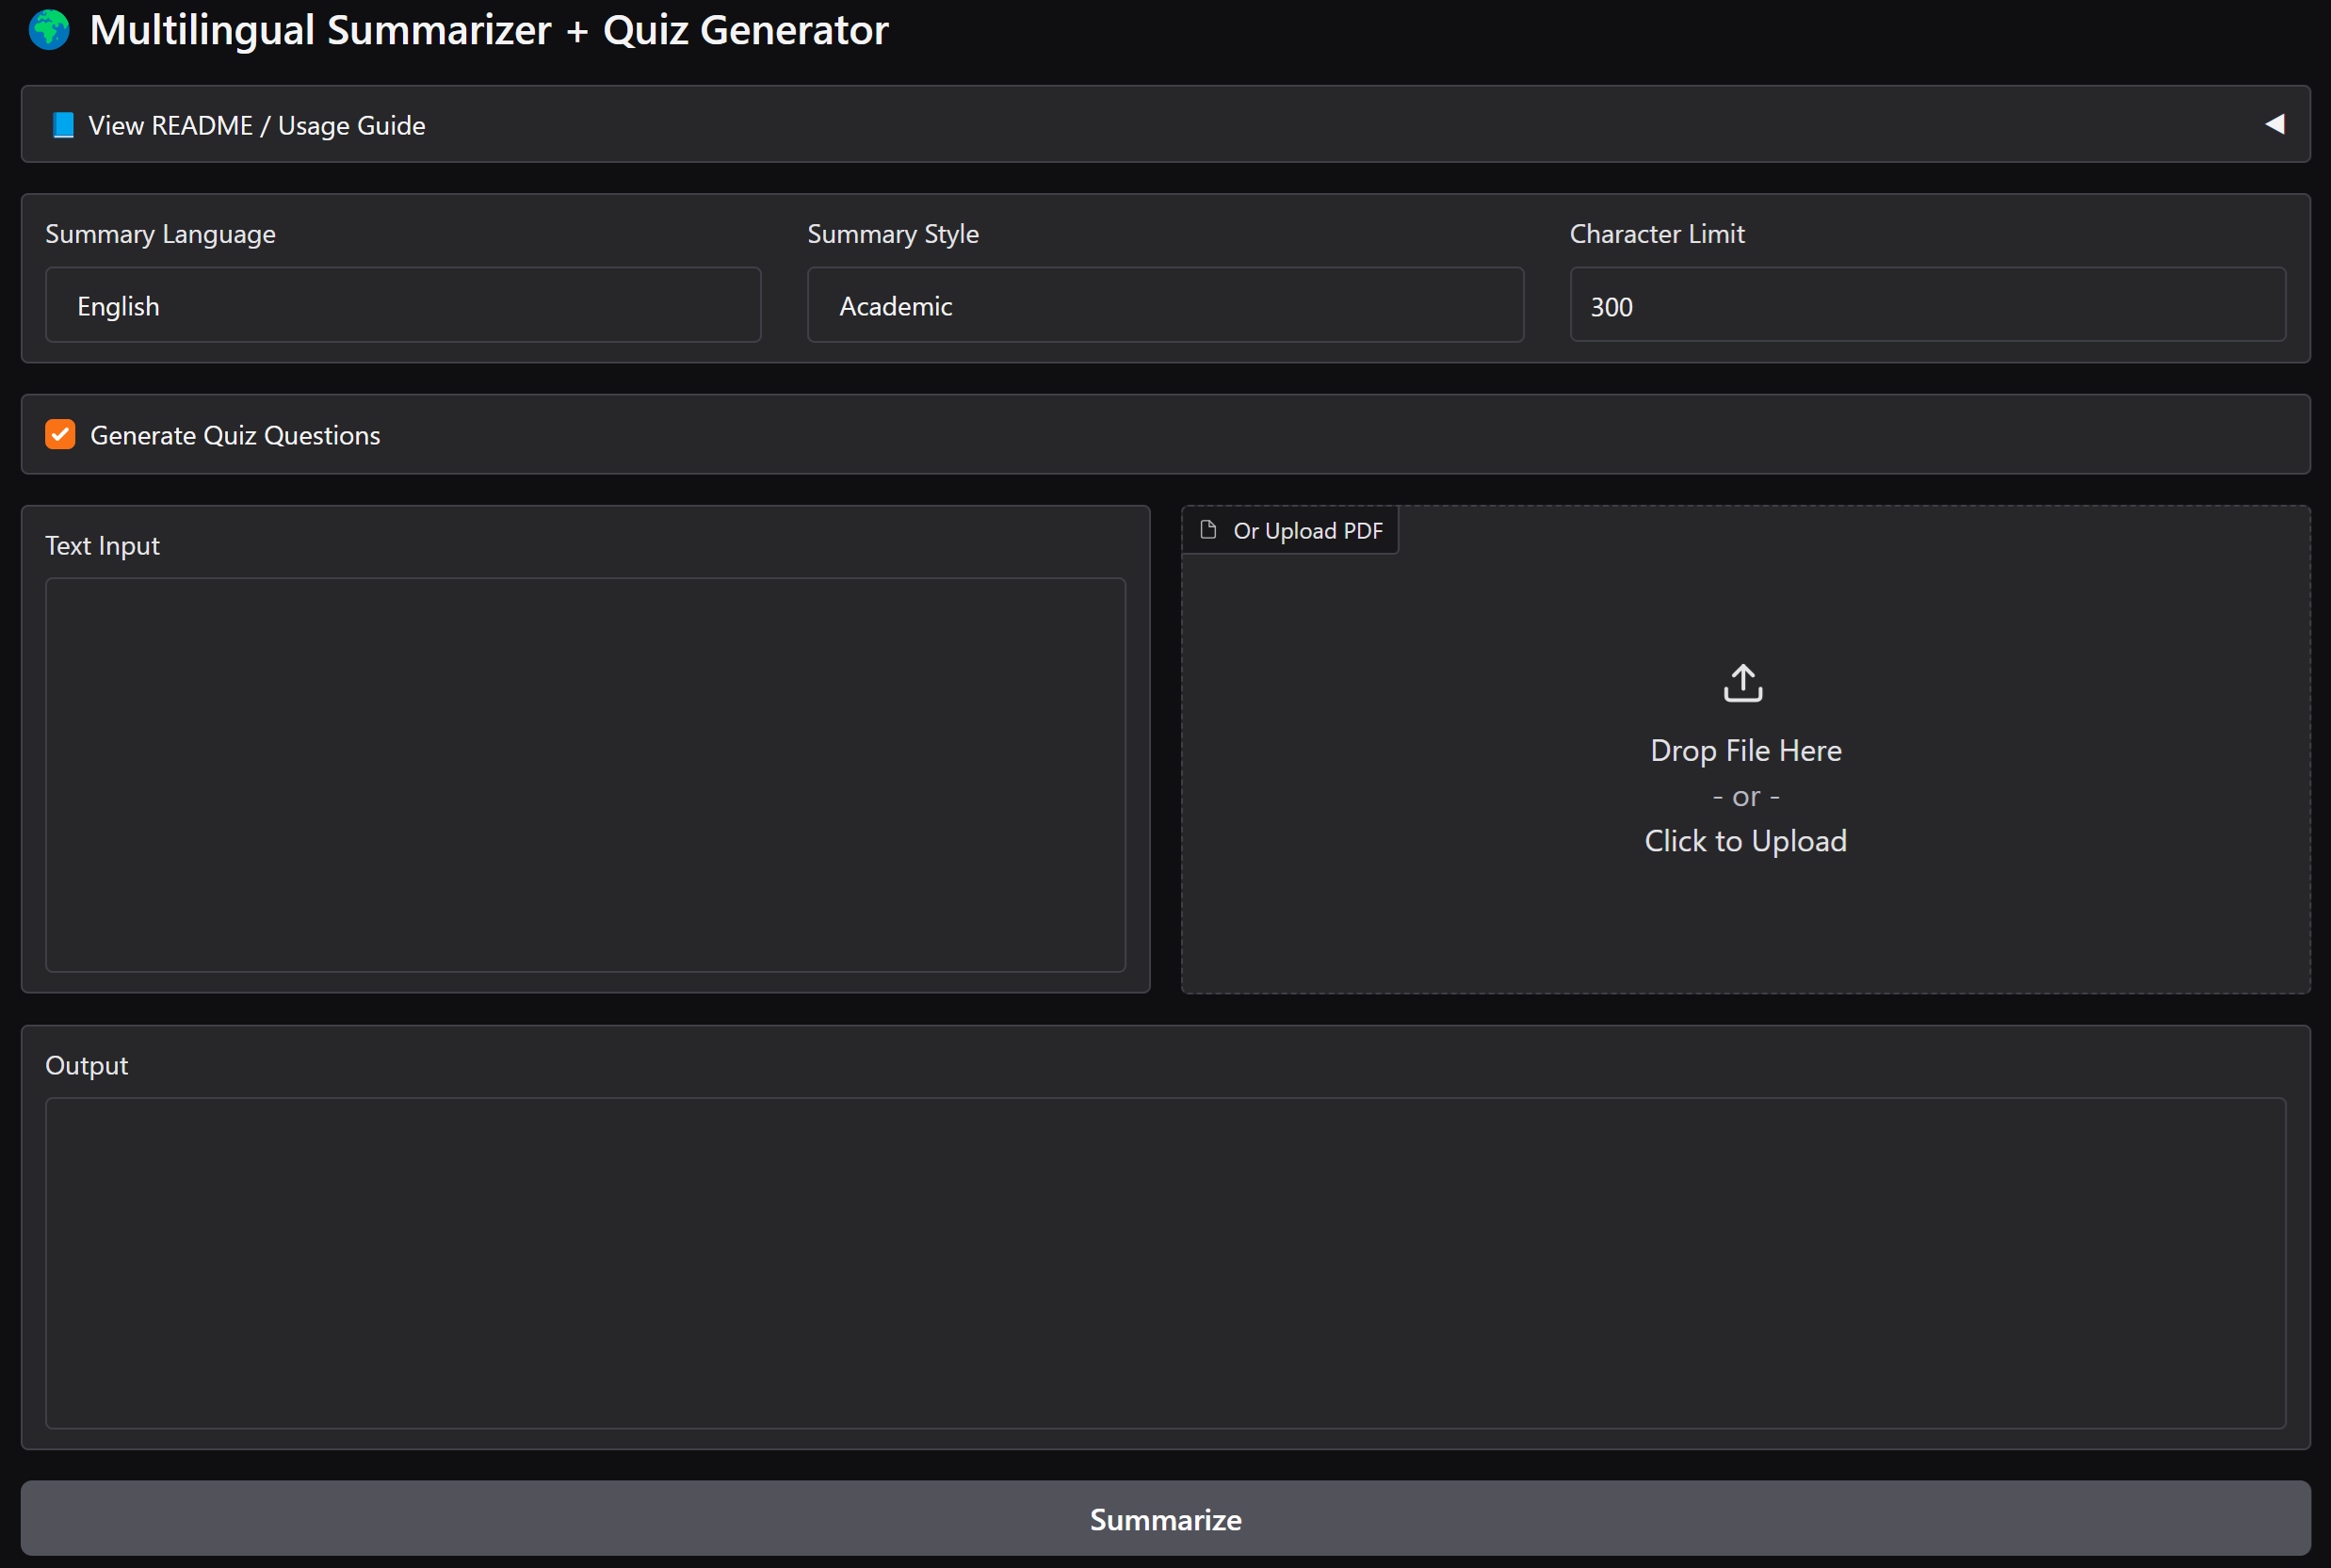 Multilingual Summarizer + Quiz Generator
View README / Usage Guide
Summary Language
Summary Style
Character Limit
English
Academic
300
Generate Quiz Questions
Text Input
Or Upload PDF
Drop File Here
- or -
Click to Upload
Output
Summarize